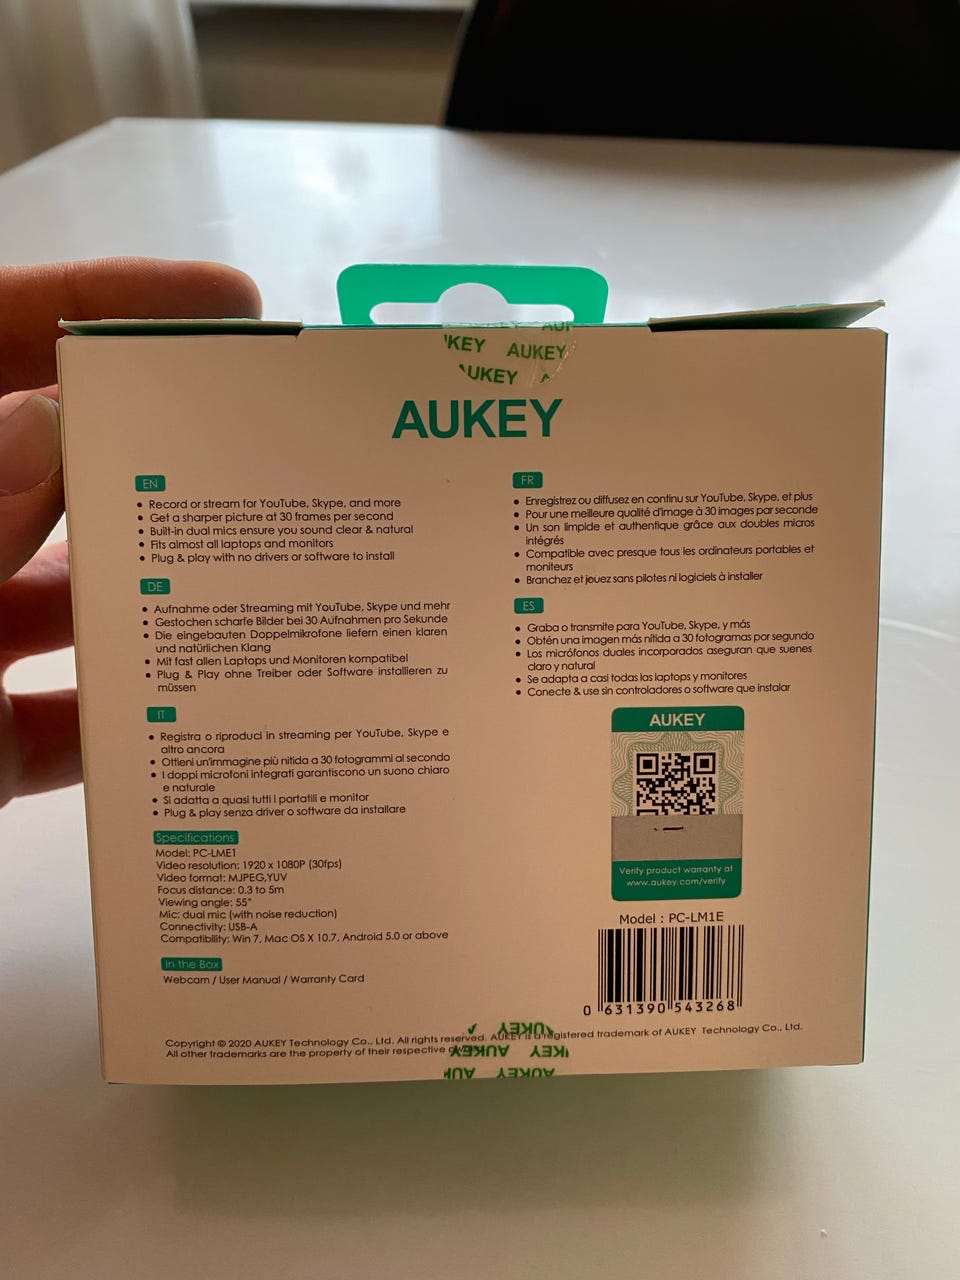 KEY AUKEY
UKEY
AUKEY
EN
• Record or stream for YouTube, Skype, and more
• Get a sharper picture at 30 frames per second
• Built-in dual mics ensure you sound clear & natural
• Fits almost all laptops and monitors
• Plug & play with no drivers or software to install
DE
• Aufnahme oder Streaming mit YouTube, Skype und mehr
• Gestochen scharfe Bilder bei 30 Aufnahmen pro Sekunde
• Die eingebauten Doppelmikrofone liefern einen klaren
und natürlichen Klang
• Mit fast allen Laptops und Monitoren kompatibel
• Plug & Play ohne Treiber oder Software installieren zu
müssen
IT
• Registra o riproduci in streaming per YouTube, Skype e
altro ancora
• Ottieni un'immagine più nitida a 30 fotogrammi al secondo
• I doppi microfoni integrati garantiscono un suono chiaro
e naturale
• Si adatta a quasi tutti i portatili e monitor
• Plug & play senza driver o software da installare
Specifications
Model: PC-LME1
Video resolution: 1920 x 1080P (30fps)
Video format: MJPEG,YUV
Focus distance: 0.3 to 5m
Viewing angle: 55°
Mic: dual mic (with noise reduction)
Connectivity: USB-A
Compatibility: Win 7, Mac OS X 10.7, Android 5.0 or above
In the Box
Webcam / User Manual / Warranty Card
FR
• Enregistrez ou diffusez en continu sur YouTube, Skype, et plus
• Pour une meilleure qualité d'image à 30 images par seconde
• Un son limpide et authentique grâce aux doubles micros
intégrés
• Compatible avec presque tous les ordinateurs portables et
moniteurs
• Branchez et jouez sans pilotes ni logiciels à installer
ES
• Graba o transmite para YouTube, Skype, y más
• Obtén una imagen más nítida a 30 fotogramas por segundo
• Los micrófonos duales incorporados aseguran que suenes
claro y natural
• Se adapta a casi todas las laptops y monitores
• Conecte & use sin controladores o software que instalar
AUKEY
Verify product warranty at
www.aukey.com/verify
Model : PC-LM1E
0 631390 543268
Copyright © 2020 AUKEY Technology Co., Ltd. All rights reserved. AUKEY is a registered trademark of AUKEY Technology Co., Ltd.
All other trademarks are the property of their respective
AUKEY
AUKEY KEY
AUKEY